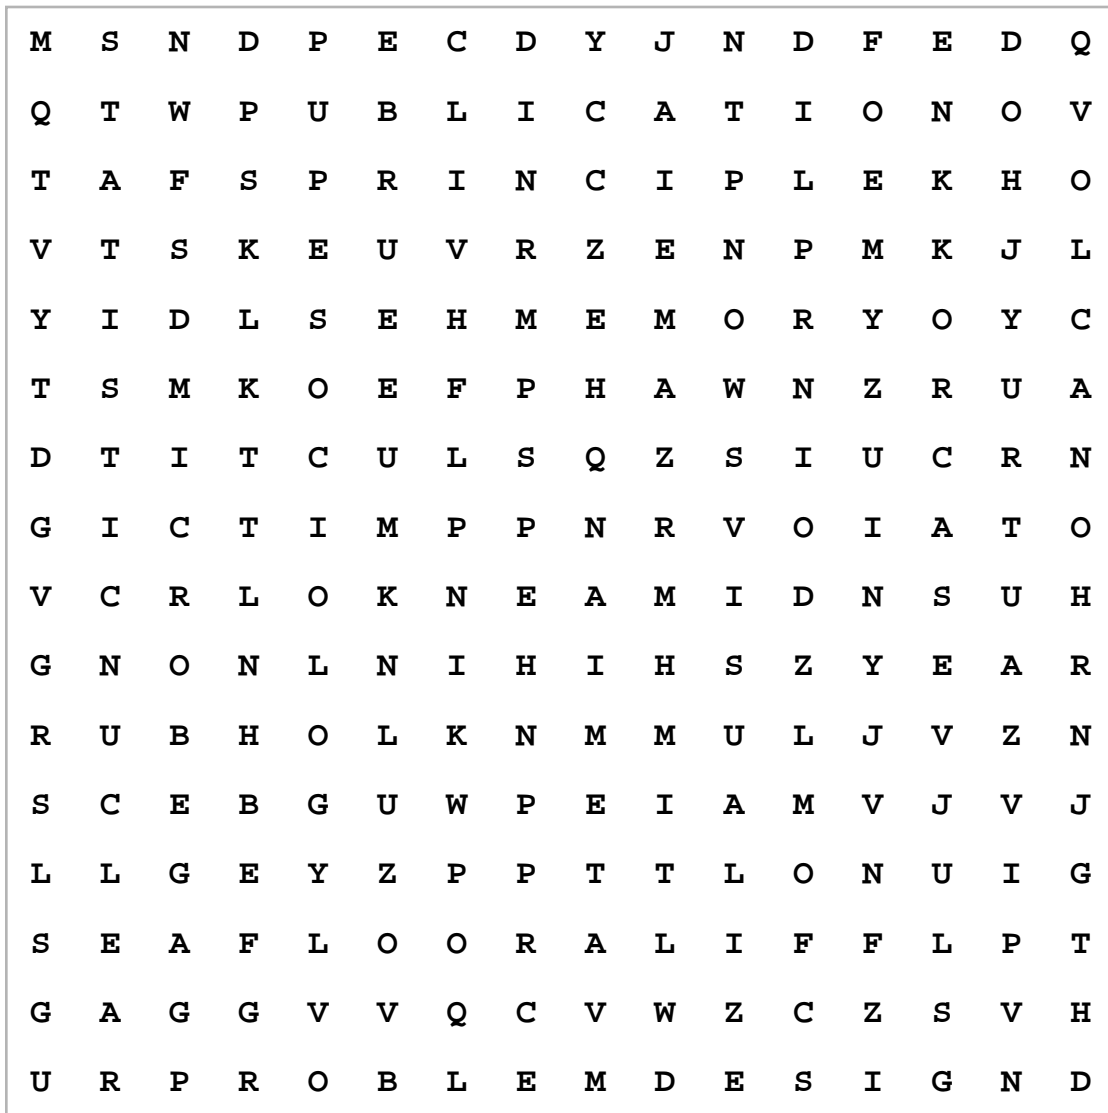 M S N D P E C D Y J N D F E D Q
Q T W P U B L I C A T I O N O V
T A F S P R I N C I P L E K H O
V T S K E U V R Z E N P M K J L
Y I D L S E H M E M O R Y O Y C
T S M K O E F P H A W N Z R U A
D T I T C U L S Q Z S I U C R N
G I C T I M P P N R V O I A T O
V C R L O K N E A M I D N S U H
G N O N L N I H I H S Z Y E A R
R U B H O L K N M M U L J V Z N
S C E B G U W P E I A M V J V J
L L G E Y Z P P T T L O N U I G
S E A F L O O R A L I F F L P T
G A G G V V Q C V W Z C Z S V H
U R P R O B L E M D E S I G N D